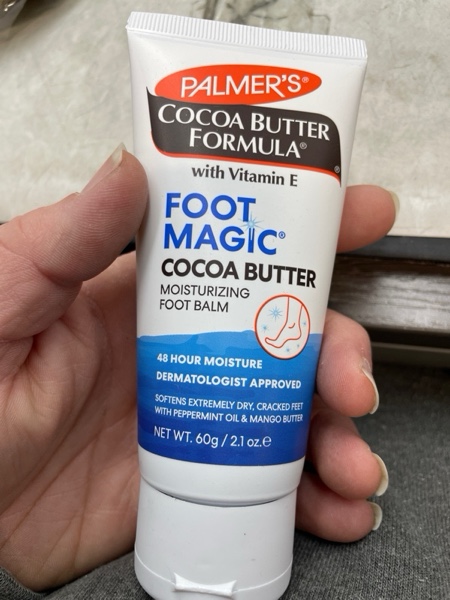 PALMER'S®
COCOA BUTTER
FORMULA®
®
with Vitamin E
FOOT
MAGIC®
COCOA BUTTER
MOISTURIZING
FOOT BALM
48 HOUR MOISTURE
DERMATOLOGIST APPROVED
SOFTENS EXTREMELY DRY, CRACKED FEET
WITH PEPPERMINT OIL & MANGO BUTTER
NET WT. 60g / 2.1 oz.℮